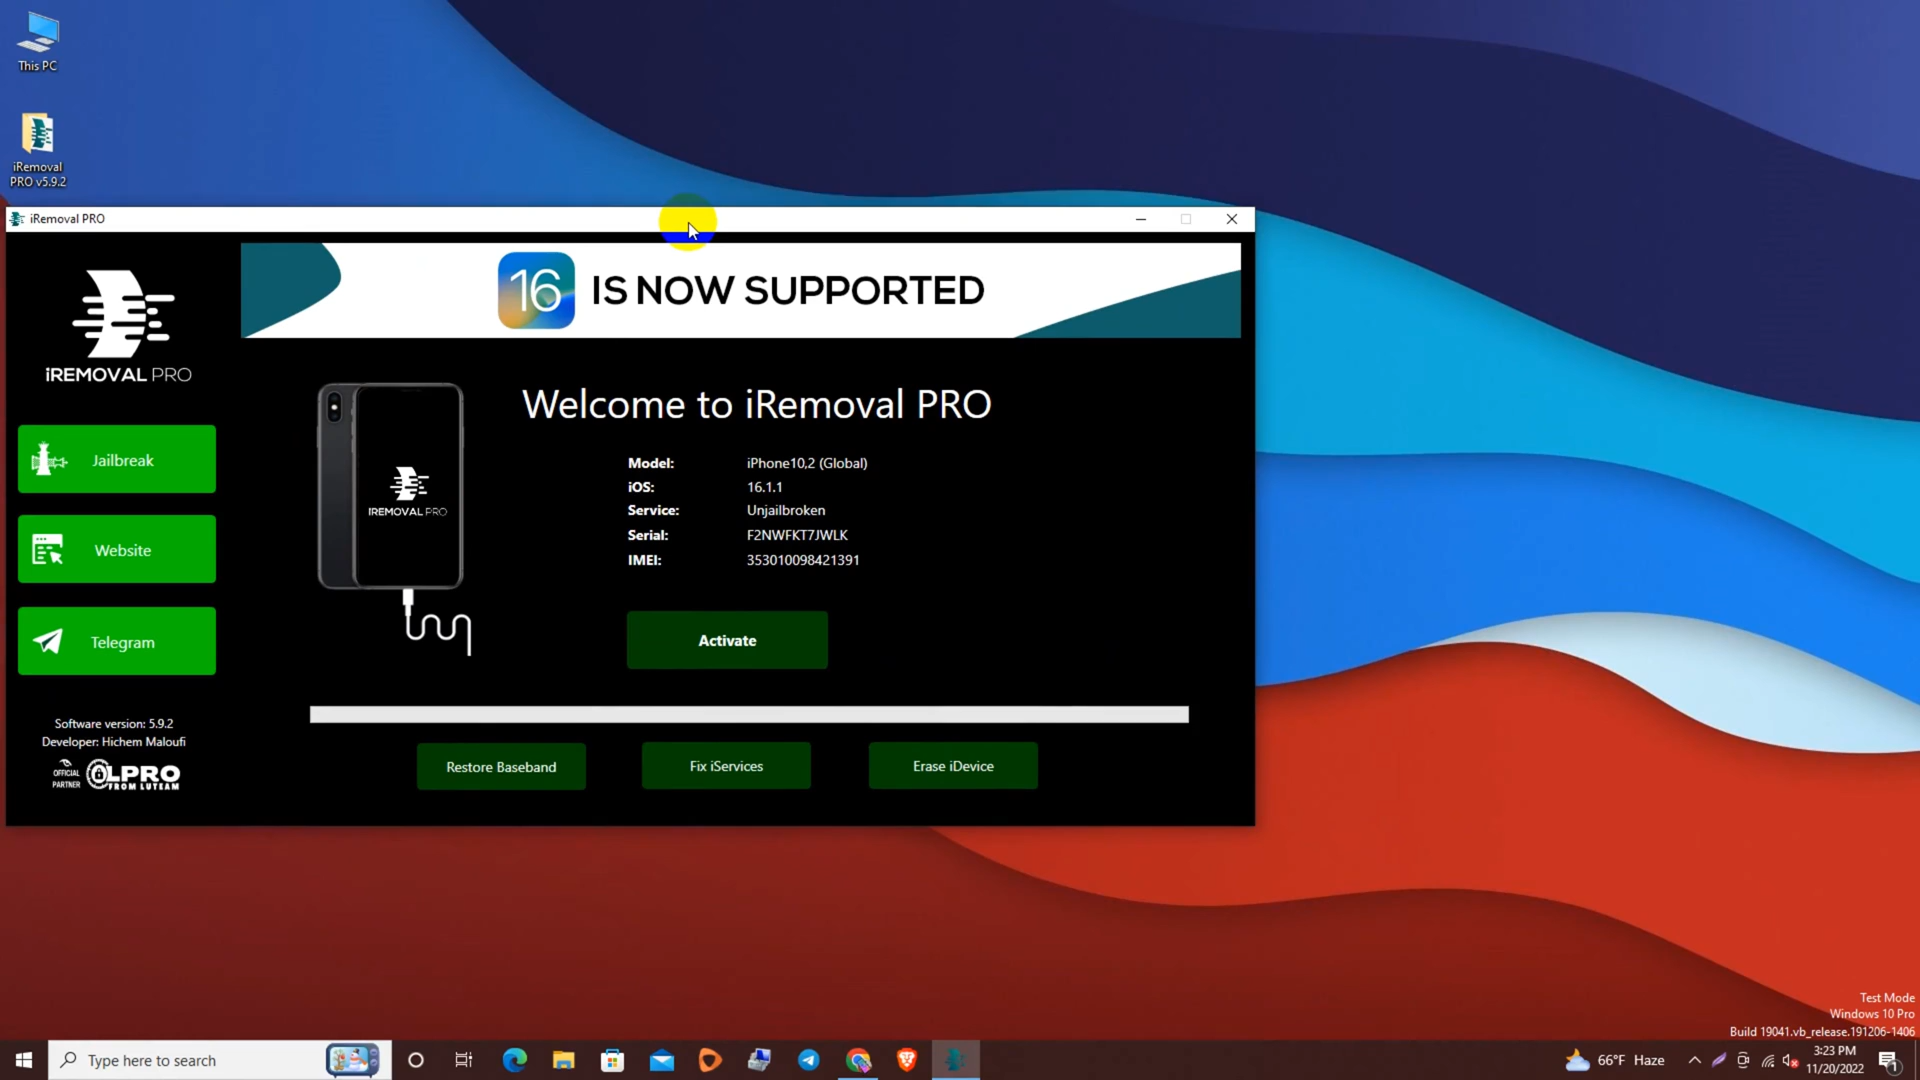 This PC
iRemoval
PRO v5.9.2
iRemoval PRO
16 IS NOW SUPPORTED
iREMOVAL PRO
Welcome to iRemoval PRO
IREMOVAL PRO
Model: iPhone10,2 (Global)
iOS: 16.1.1
Service: Unjailbroken
Serial: F2NWFKT7JWLK
IMEI: 353010098421391
Jailbreak
Website
Telegram
Activate
Software version: 5.9.2
Developer: Hichem Maloufi
OFFICIAL
PARTNER
OLPRO
FROM LUTEAM
Restore Baseband
Fix iServices
Erase iDevice
Test Mode
Windows 10 Pro
Build 19041.vb_release.191206-1406
Type here to search
66°F Haze
3:23 PM
11/20/2022
1